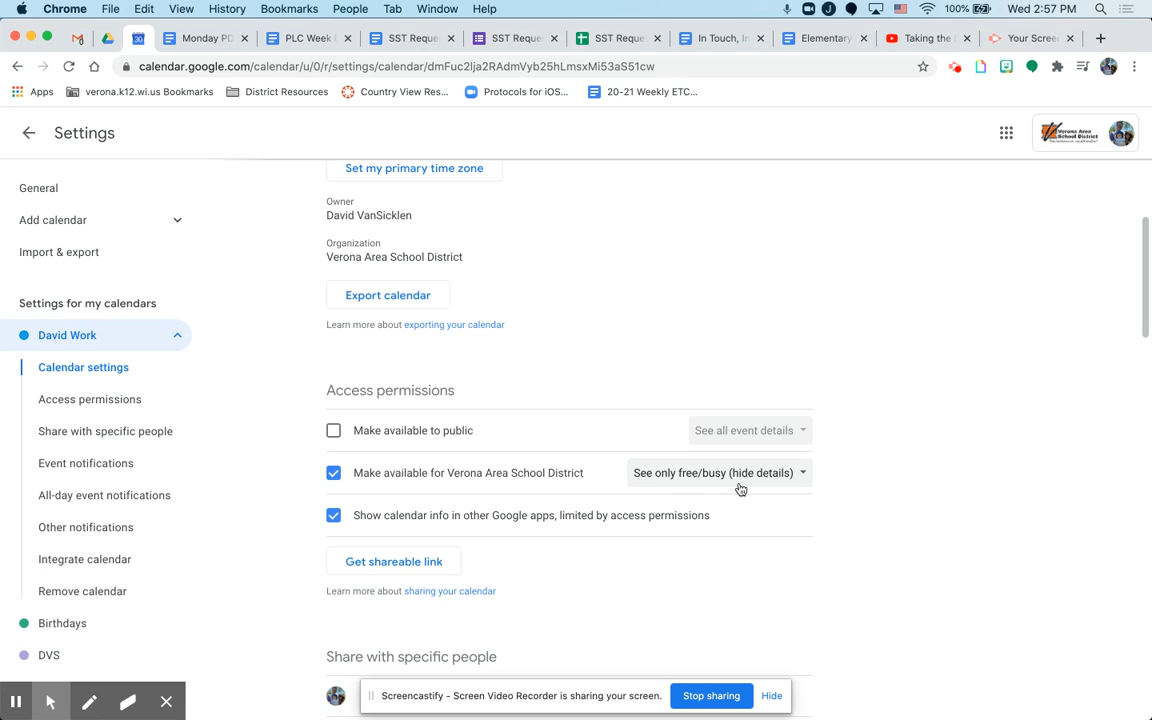 Chrome File Edit View History Bookmarks People Tab Window Help 100% Wed 2:57 PM
Monday PD PLC Week SST Reque SST Reque SST Reque In Touch, In Elementary Taking the Your Scree
calendar.google.com/calendar/u/0/r/settings/calendar/dmFuc2lja2RAdmVyb25hLmsxMi53aS51cw
Apps verona.k12.wi.us Bookmarks District Resources Country View Res... Protocols for iOS... 20-21 Weekly ETC...
Settings
Verona Area
School District
General
Add calendar
Import & export
Settings for my calendars
David Work
Calendar settings
Access permissions
Share with specific people
Event notifications
All-day event notifications
Other notifications
Integrate calendar
Remove calendar
Birthdays
DVS
Set my primary time zone
Owner
David VanSicklen
Organization
Verona Area School District
Export calendar
Learn more about exporting your calendar
Access permissions
Make available to public See all event details
Make available for Verona Area School District See only free/busy (hide details)
Show calendar info in other Google apps, limited by access permissions
Get shareable link
Learn more about sharing your calendar
Share with specific people
Screencastify - Screen Video Recorder is sharing your screen. Stop sharing Hide